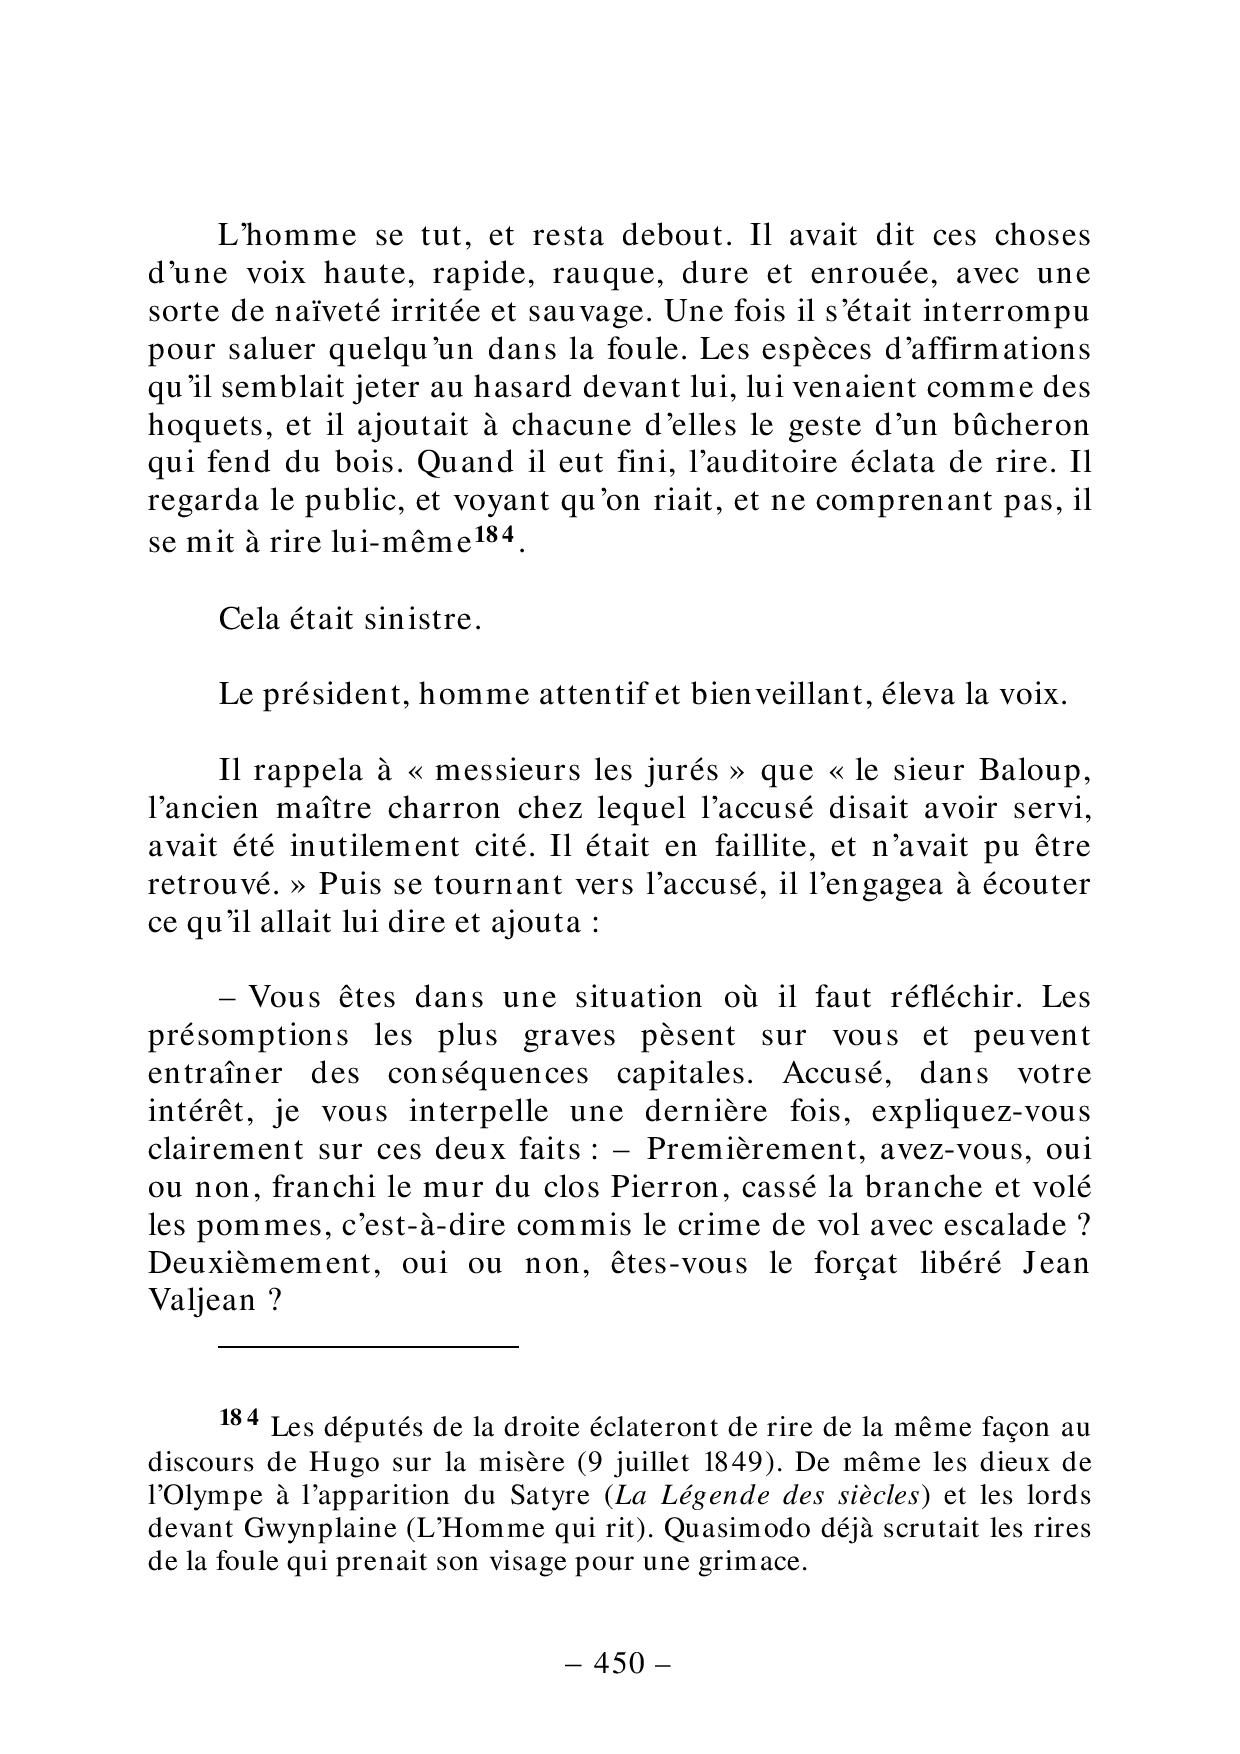 L’homme se tut, et resta debout. Il avait dit ces choses
d’une voix haute, rapide, rauque, dure et enrouée, avec une
sorte de naïveté irritée et sauvage. Une fois il s’était interrompu
pour saluer quelqu’un dans la foule. Les espèces d’affirmations
qu’il semblait jeter au hasard devant lui, lui venaient comme des
hoquets, et il ajoutait à chacune d’elles le geste d’un bûcheron
qui fend du bois. Quand il eut fini, l’auditoire éclata de rire. Il
regarda le public, et voyant qu’on riait, et ne comprenant pas, il
se mit à rire lui-même184.
Cela était sinistre.
Le président, homme attentif et bienveillant, éleva la voix.
Il rappela à « messieurs les jurés » que « le sieur Baloup,
l’ancien maître charron chez lequel l’accusé disait avoir servi,
avait été inutilement cité. Il était en faillite, et n’avait pu être
retrouvé. » Puis se tournant vers l’accusé, il l’engagea à écouter
ce qu’il allait lui dire et ajouta :
– Vous êtes dans une situation où il faut réfléchir. Les
présomptions les plus graves pèsent sur vous et peuvent
entraîner des conséquences capitales. Accusé, dans votre
intérêt, je vous interpelle une dernière fois, expliquez-vous
clairement sur ces deux faits : – Premièrement, avez-vous, oui
ou non, franchi le mur du clos Pierron, cassé la branche et volé
les pommes, c’est-à-dire commis le crime de vol avec escalade ?
Deuxièmement, oui ou non, êtes-vous le forçat libéré Jean
Valjean ?
184 Les députés de la droite éclateront de rire de la même façon au
discours de Hugo sur la misère (9 juillet 1849). De même les dieux de
l’Olympe à l’apparition du Satyre (La Légende des siècles) et les lords
devant Gwynplaine (L’Homme qui rit). Quasimodo déjà scrutait les rires
de la foule qui prenait son visage pour une grimace.
– 450 –